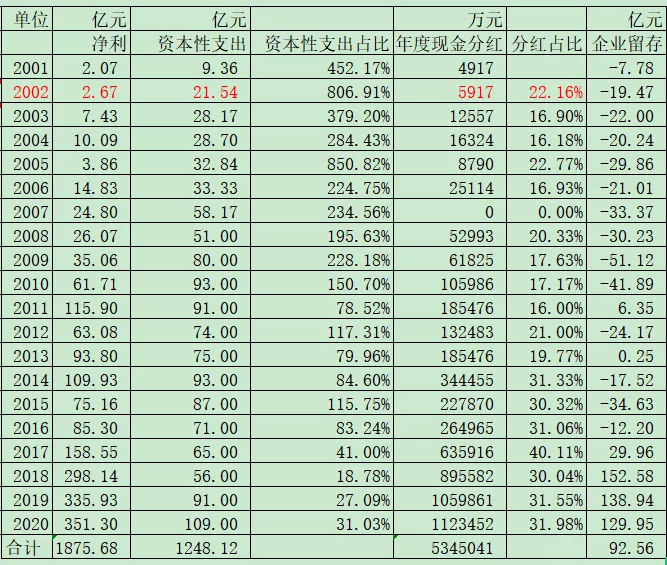 单位 亿元 亿元 万元 亿元
净利 资本性支出 资本性支出占比 年度现金分红 分红占比 企业留存
2001 2.07 9.36 452.17% 4917 -7.78
2002 2.67 21.54 806.91% 5917 22.16% -19.47
2003 7.43 28.17 379.20% 12557 16.90% -22.00
2004 10.09 28.70 284.43% 16324 16.18% -20.24
2005 3.86 32.84 850.82% 8790 22.77% -29.86
2006 14.83 33.33 224.75% 25114 16.93% -21.01
2007 24.80 58.17 234.56% 0 0.00% -33.37
2008 26.07 51.00 195.63% 52993 20.33% -30.23
2009 35.06 80.00 228.18% 61825 17.63% -51.12
2010 61.71 93.00 150.70% 105986 17.17% -41.89
2011 115.90 91.00 78.52% 185476 16.00% 6.35
2012 63.08 74.00 117.31% 132483 21.00% -24.17
2013 93.80 75.00 79.96% 185476 19.77% 0.25
2014 109.93 93.00 84.60% 344455 31.33% -17.52
2015 75.16 87.00 115.75% 227870 30.32% -34.63
2016 85.30 71.00 83.24% 264965 31.06% -12.20
2017 158.55 65.00 41.00% 635916 40.11% 29.96
2018 298.14 56.00 18.78% 895582 30.04% 152.58
2019 335.93 91.00 27.09% 1059861 31.55% 138.94
2020 351.30 109.00 31.03% 1123452 31.98% 129.95
合计 1875.68 1248.12 5345041 92.56